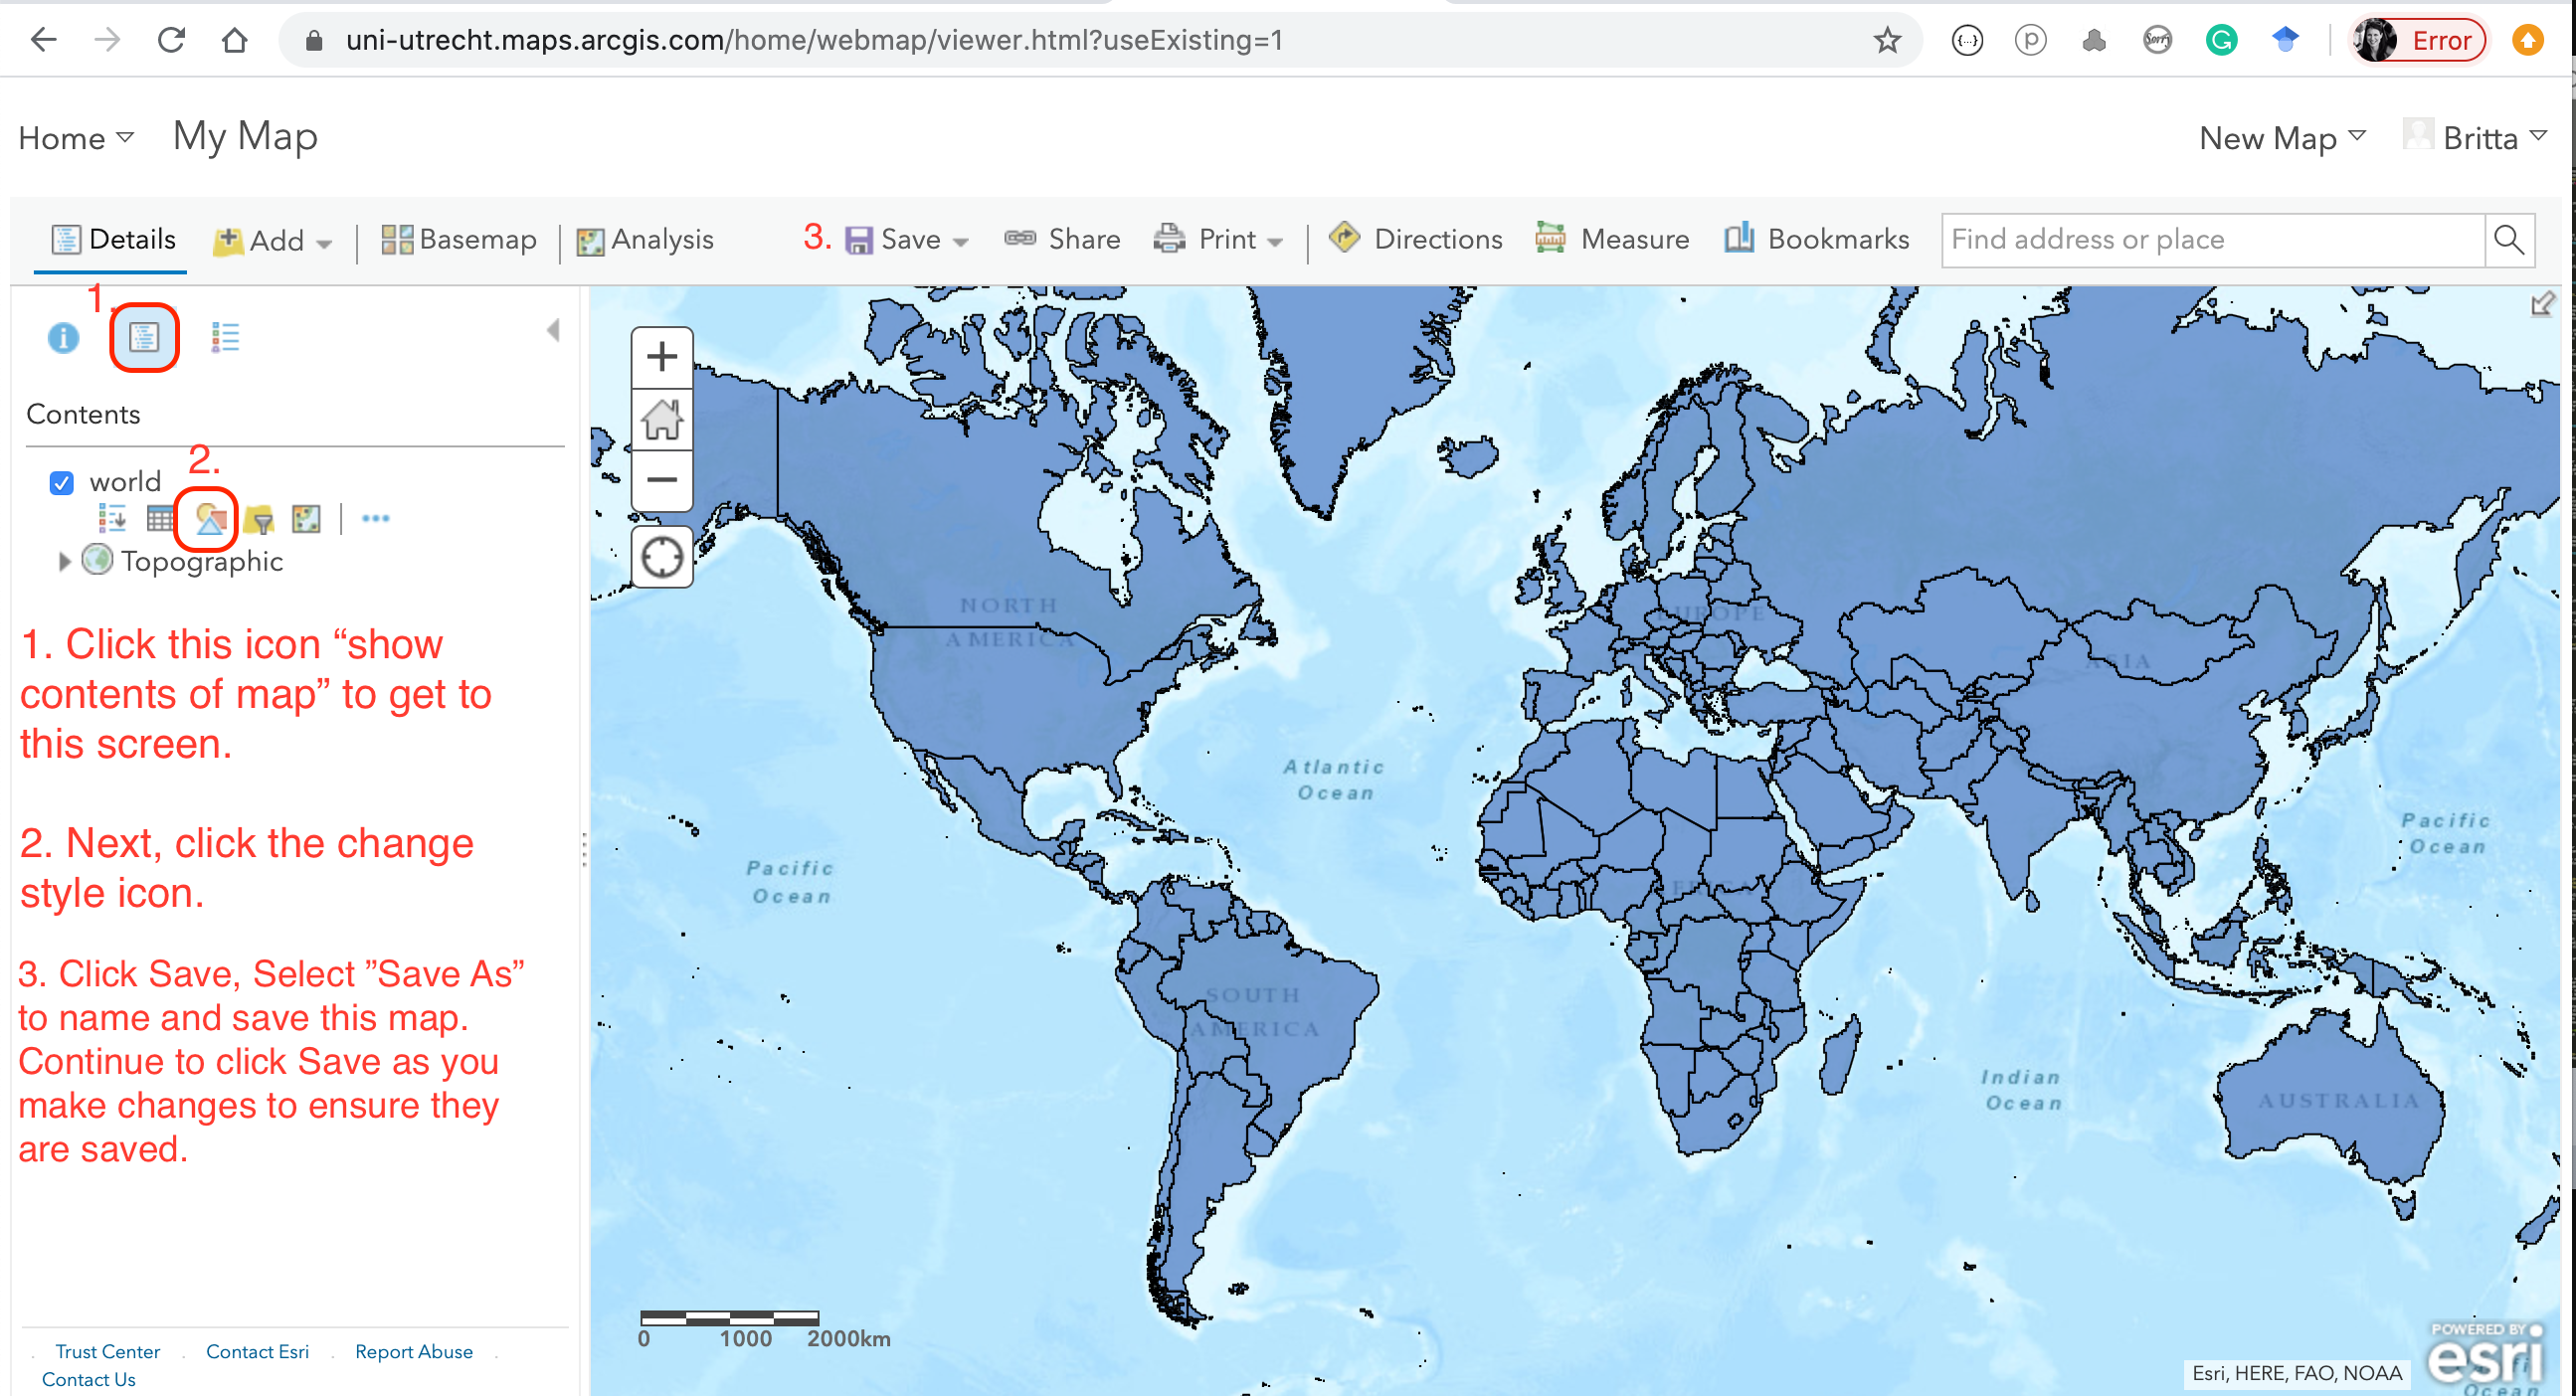 uni-utrecht.maps.arcgis.com/home/webmap/viewer.html?useExisting=1
Sorry
Error
Home
My Map
New Map
Britta
Details
Add
Basemap
Analysis
3.
Save
Share
Print
Directions
Measure
Bookmarks
Find address or place
1.
Contents
2.
world
Topographic
1. Click this icon “show
contents of map” to get to
this screen.
2. Next, click the change
style icon.
3. Click Save, Select ”Save As”
to name and save this map.
Continue to click Save as you
make changes to ensure they
are saved.
Trust Center
Contact Esri
Report Abuse
Contact Us
NORTH
AMERICA
EUROPE
ASIA
Atlantic
Ocean
Pacific
Ocean
Pacific
Ocean
AFRICA
SOUTH
AMERICA
Indian
Ocean
AUSTRALIA
0 1000 2000km
POWERED BY
esri
Esri, HERE, FAO, NOAA
Ocean